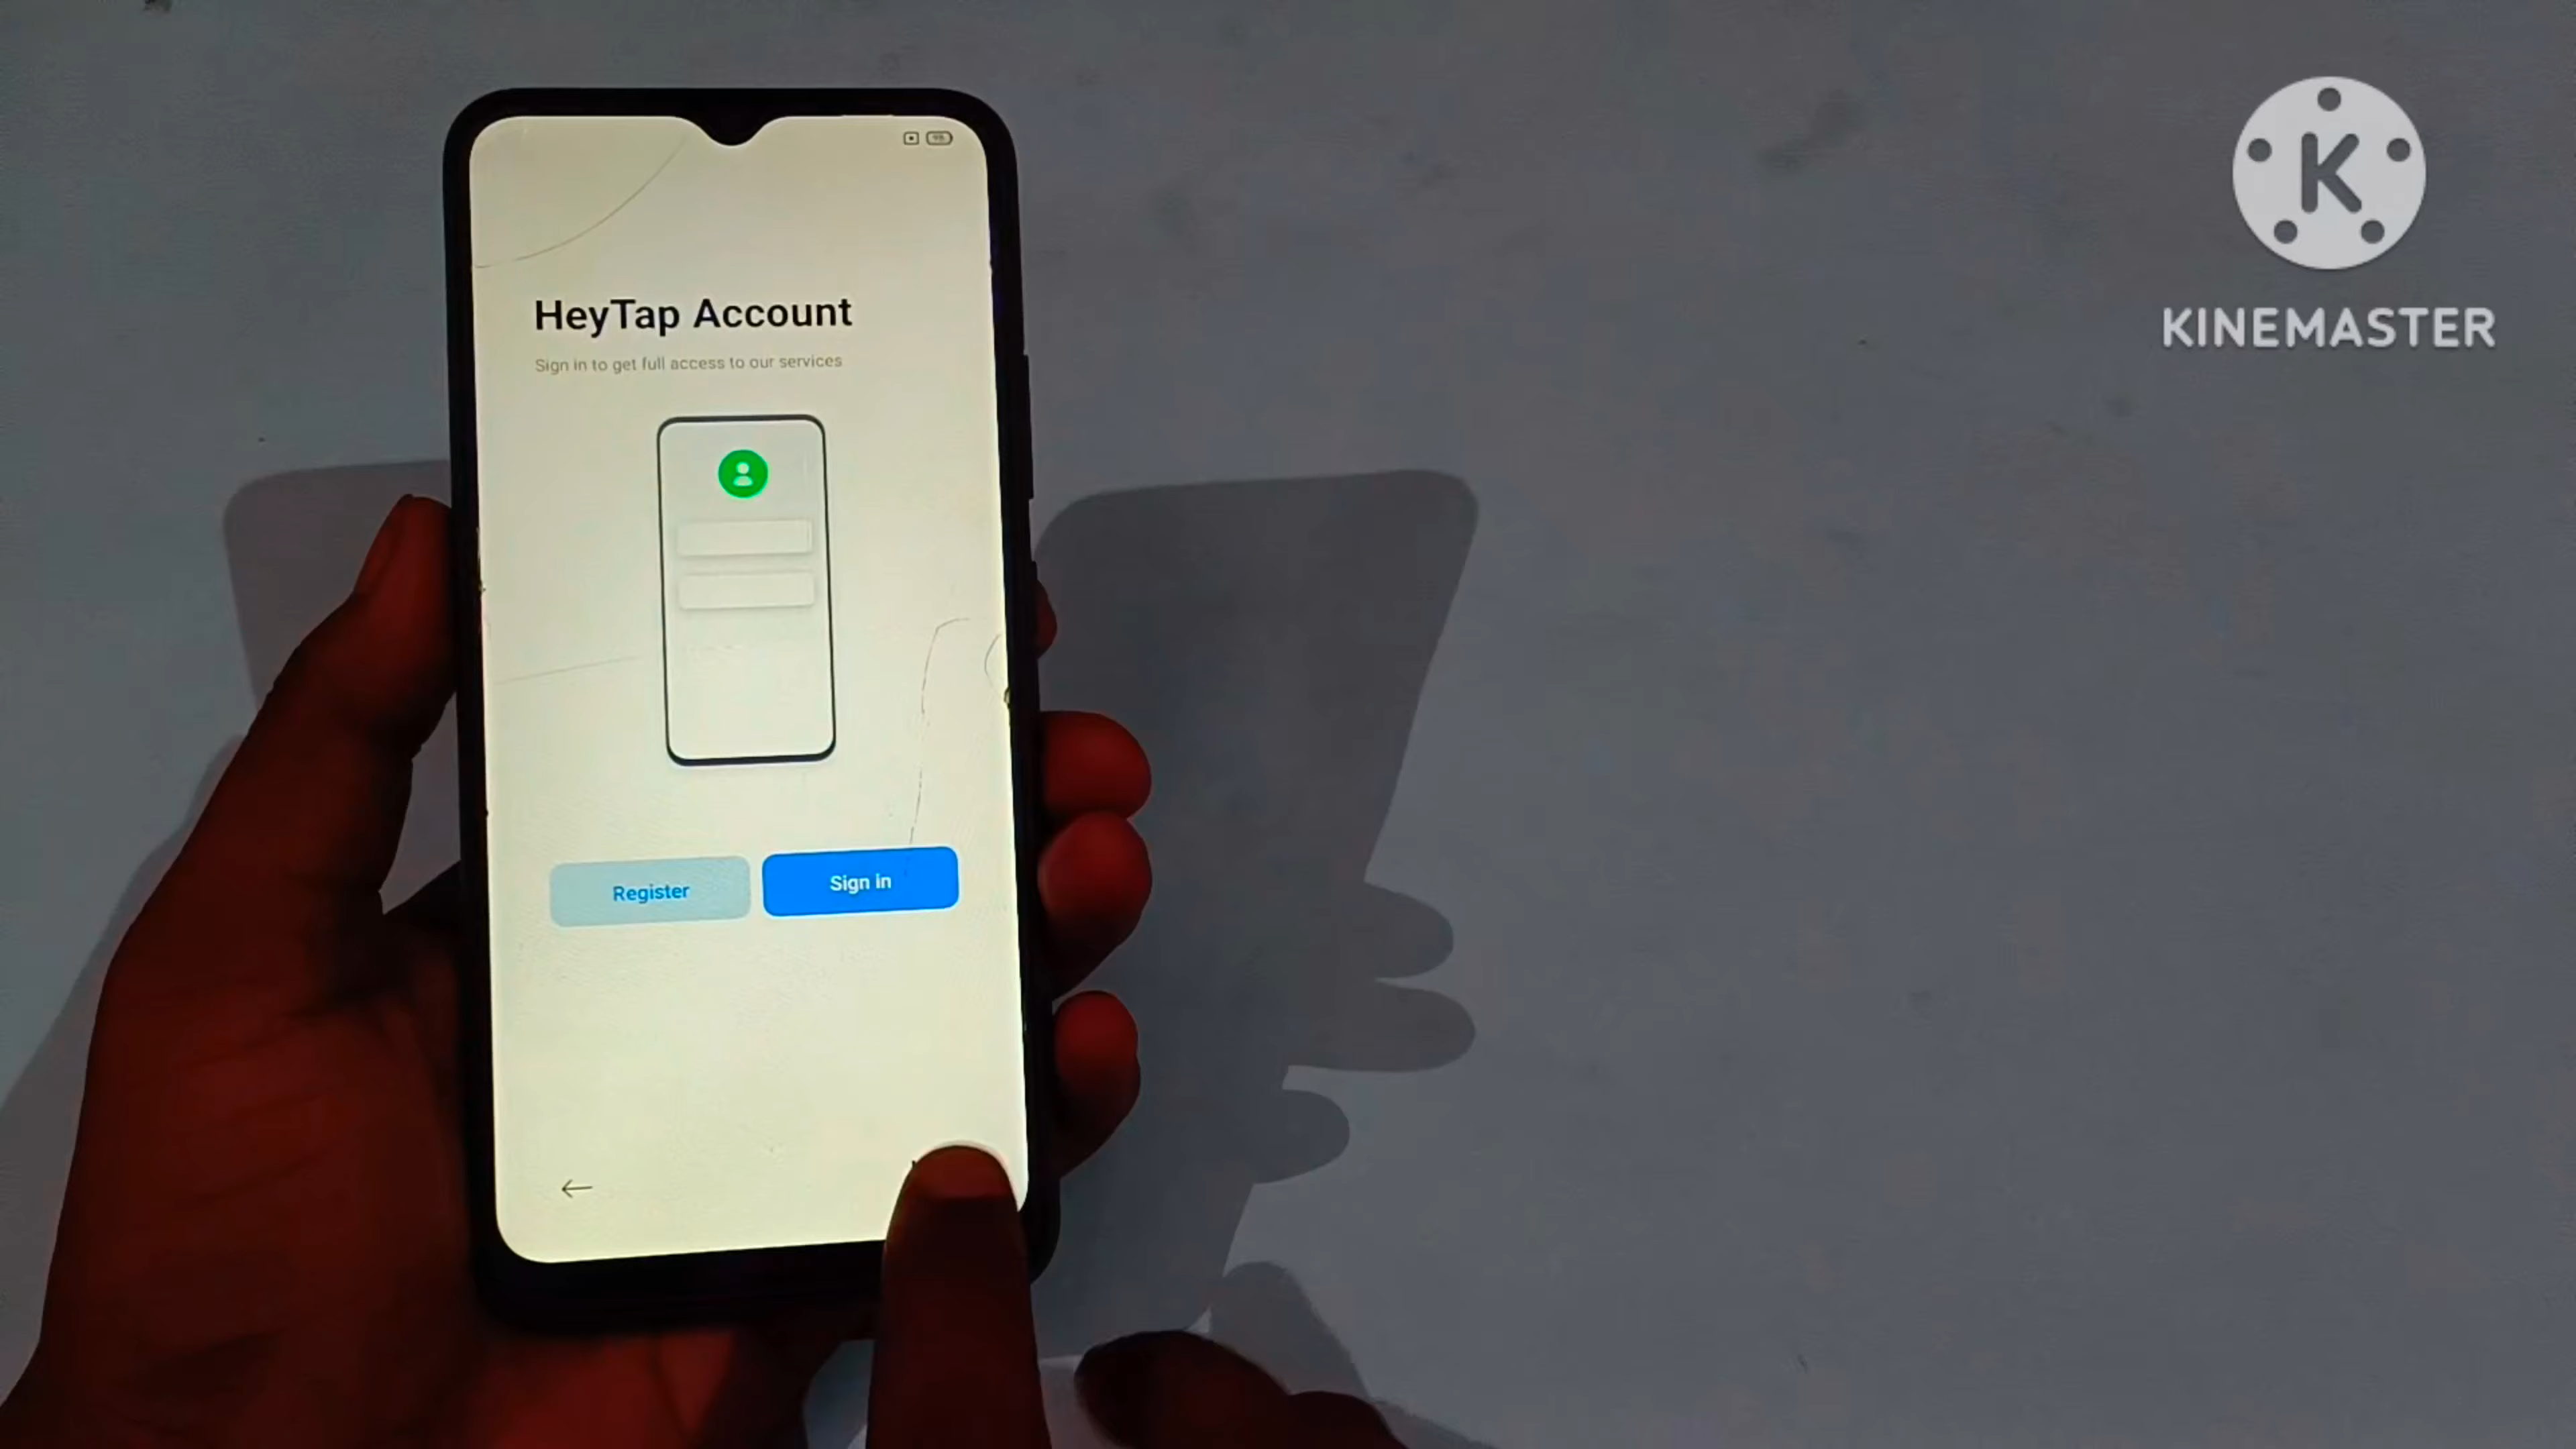 HeyTap Account
Sign in to get full access to our services
Register
Sign in
K
KINEMASTER